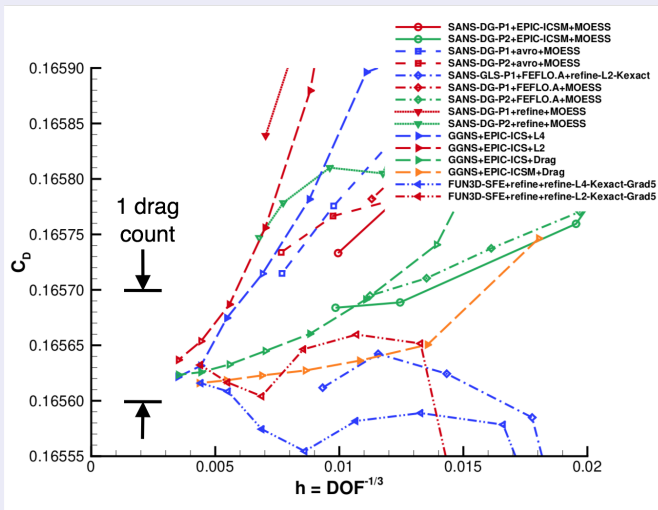 SANS-DG-P1+EPIC-ICSM+MOESS
SANS-DG-P2+EPIC-ICSM+MOESS
SANS-DG-P1+avro+MOESS
SANS-DG-P2+avro+MOESS
SANS-GLS-P1+FEFLO.A+refine-L2-Kexact
SANS-DG-P1+FEFLO.A+MOESS
SANS-DG-P2+FEFLO.A+MOESS
SANS-DG-P1+refine+MOESS
SANS-DG-P2+refine+MOESS
GGNS+EPIC-ICS+L4
GGNS+EPIC-ICS+L2
GGNS+EPIC-ICS+Drag
GGNS+EPIC-ICSM+Drag
FUN3D-SFE+refine+refine-L4-Kexact-Grad5
FUN3D-SFE+refine+refine-L2-Kexact-Grad5
0.16590
0.16585
0.16580
0.16575
0.16570
0.16565
0.16560
0.16555
C_D
1 drag
count
0
0.005
0.01
0.015
0.02
h = DOF^-1/3